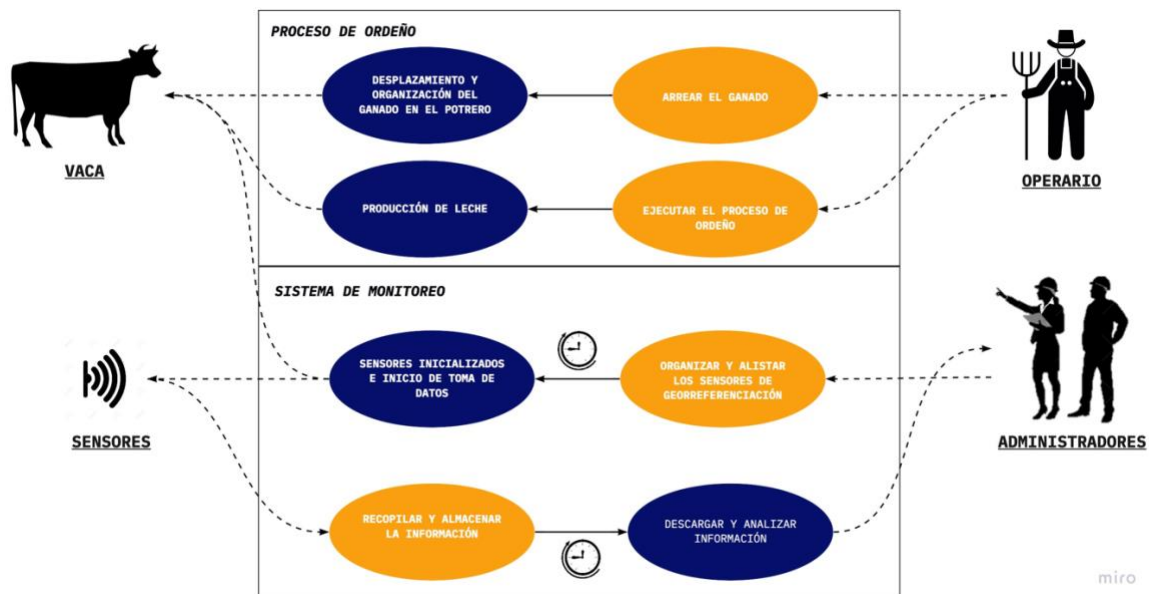 PROCESO DE ORDEÑO
DESPLAZAMIENTO Y
ORGANIZACIÓN DEL
GANADO EN EL POTRERO
ARREAR EL GANADO
VACA
OPERARIO
PRODUCCIÓN DE LECHE
EJECUTAR EL PROCESO DE
ORDEÑO
SISTEMA DE MONITOREO
SENSORES INICIALIZADOS
E INICIO DE TOMA DE
DATOS
ORGANIZAR Y ALISTAR
LOS SENSORES DE
GEORREFERENCIACIÓN
SENSORES
ADMINISTRADORES
RECOPILAR Y ALMACENAR
LA INFORMACIÓN
DESCARGAR Y ANALIZAR
INFORMACIÓN
miro